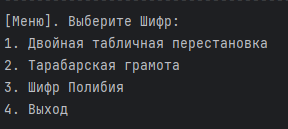 [Меню]. Выберите Шифр:
1. Двойная табличная перестановка
2. Тарабарская грамота
3. Шифр Полибия
4. Выход